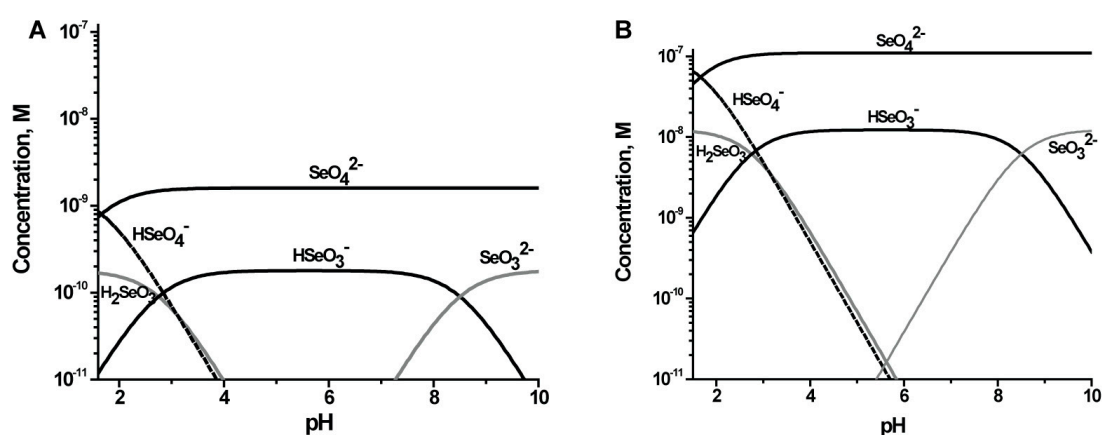 A
Concentration, M
10⁻⁷
10⁻⁸
10⁻⁹
10⁻¹⁰
10⁻¹¹
SeO₄²⁻
HSeO₄⁻
HSeO₃⁻
SeO₃²⁻
H₂SeO₃
2 4 6 8 10
pH
B
Concentration, M
10⁻⁷
10⁻⁸
10⁻⁹
10⁻¹⁰
10⁻¹¹
SeO₄²⁻
HSeO₄⁻
HSeO₃⁻
H₂SeO₃
SeO₃²⁻
2 4 6 8 10
pH